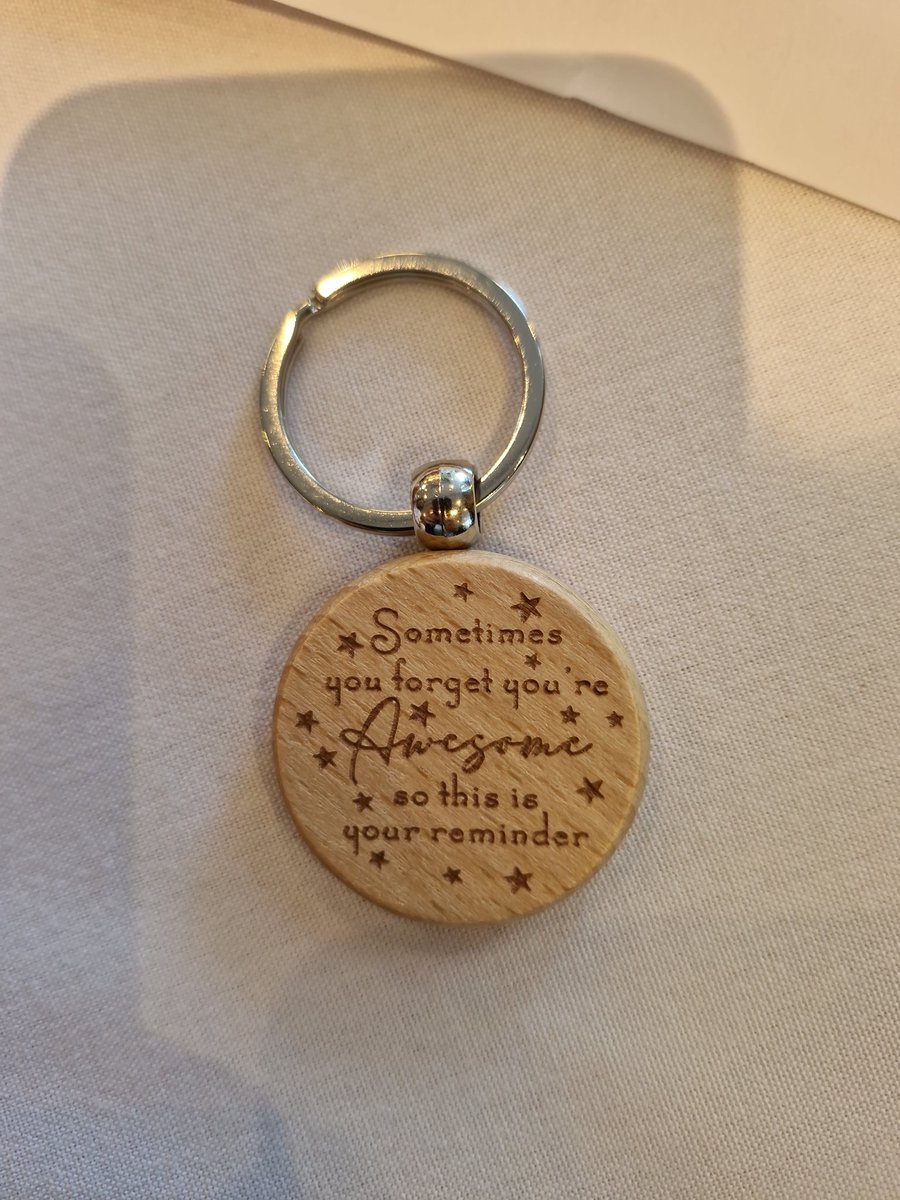 Sometimes
you forget you're
Awesome
so this is
your reminder